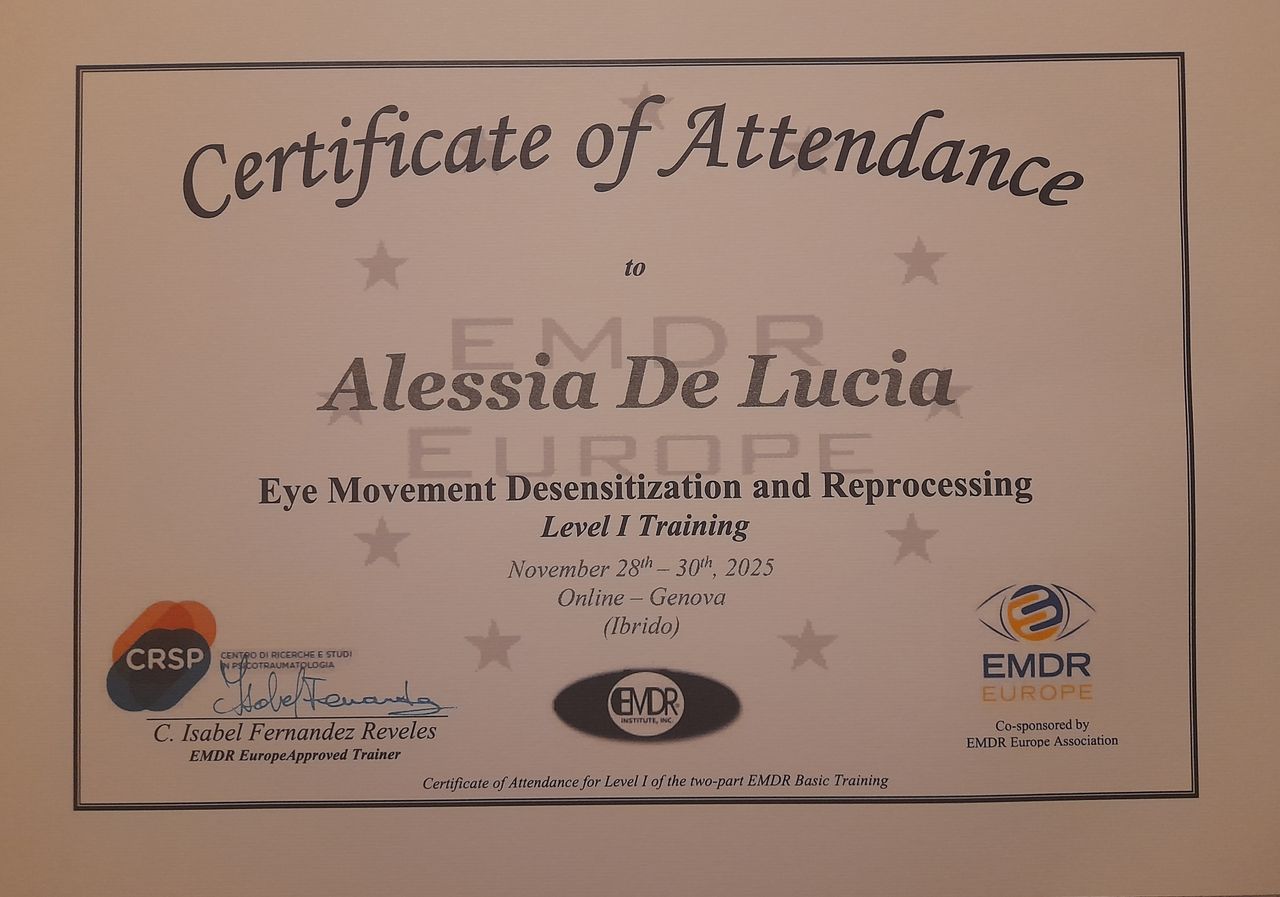 Certificate of Attendance
to
EMDR
Alessia De Lucia
EUROPE
Eye Movement Desensitization and Reprocessing
Level I Training
November 28th – 30th, 2025
Online – Genova
(Ibrido)
CRSP
CENTRO DI RICERCHE E STUDI
IN PSICOTRAUMATOLOGIA
Isabel Fernandez
C. Isabel Fernandez Reveles
EMDR EuropeApproved Trainer
EMDR
INSTITUTE, INC.
EMDR
EUROPE
Co-sponsored by
EMDR Europe Association
Certificate of Attendance for Level I of the two-part EMDR Basic Training